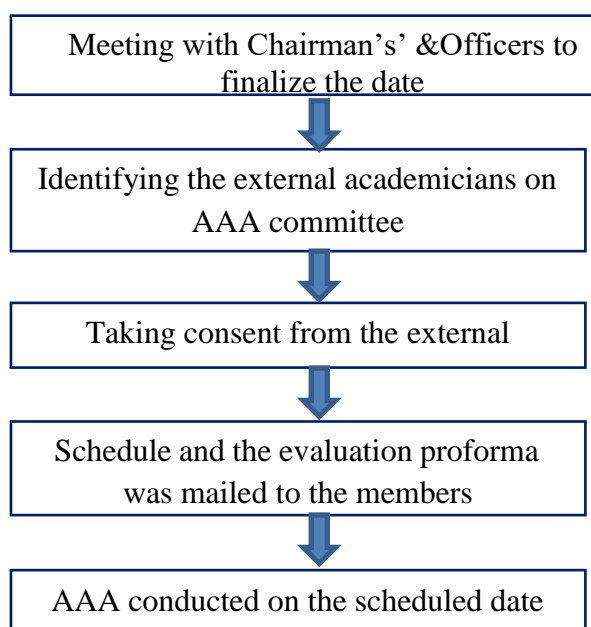 Meeting with Chairman’s’ &Officers to
finalize the date
Identifying the external academicians on
AAA committee
Taking consent from the external
Schedule and the evaluation proforma
was mailed to the members
AAA conducted on the scheduled date